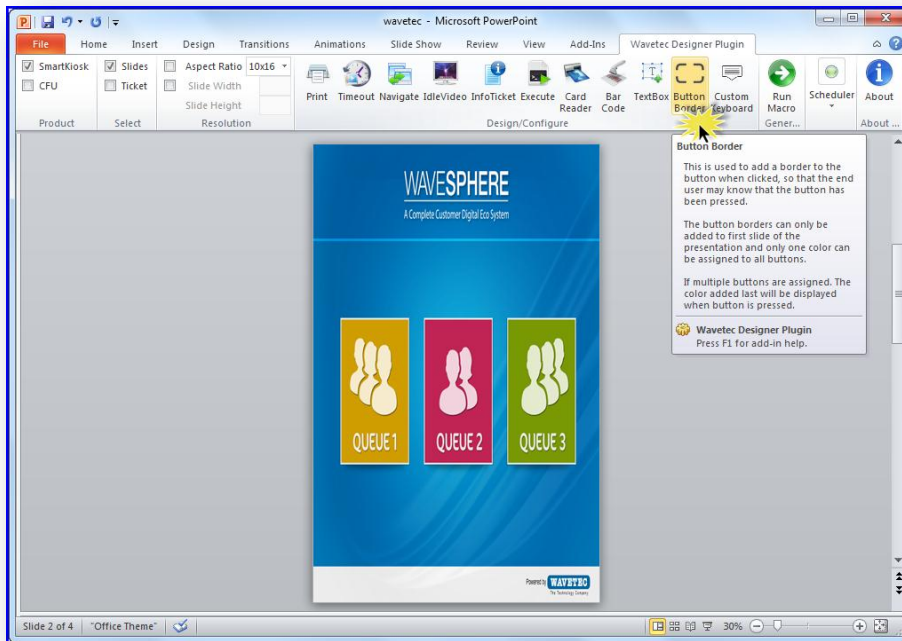 wavetec - Microsoft PowerPoint
File Home Insert Design Transitions Animations Slide Show Review View Add-Ins Wavetec Designer Plugin
SmartKiosk
CFU
Product
Slides
Ticket
Select
Aspect Ratio 10x16
Slide Width
Slide Height
Resolution
Print Timeout Navigate IdleVideo InfoTicket Execute Card Reader Bar Code TextBox Button Border Custom Keyboard
Design/Configure
Run Macro
Gener...
Scheduler
About
About ...
WAVESPHERE
A Complete Customer Digital Eco System
QUEUE 1 QUEUE 2 QUEUE 3
Powered by WAVETEC
The Technology Company
Button Border
This is used to add a border to the
button when clicked, so that the end
user may know that the button has
been pressed.
The button borders can only be
added to first slide of the
presentation and only one color can
be assigned to all buttons.
If multiple buttons are assigned. The
color added last will be displayed
when button is pressed.
Wavetec Designer Plugin
Press F1 for add-in help.
Slide 2 of 4 "Office Theme" 30%